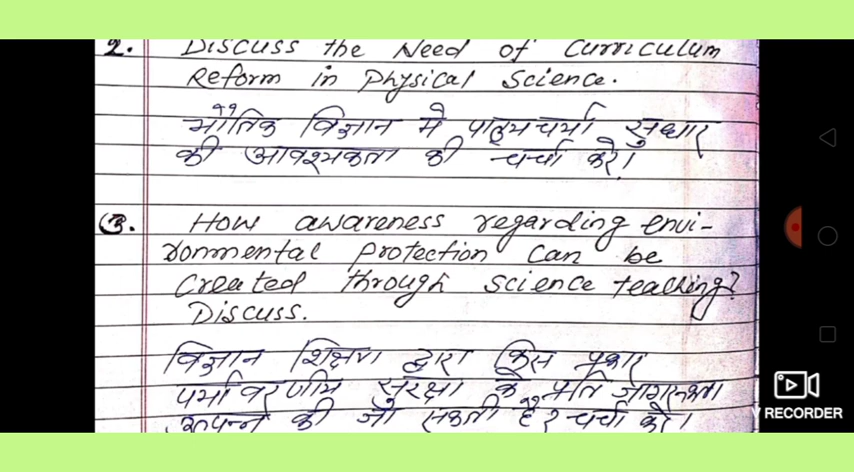 2. Discuss the Need of Curriculum
Reform in Physical Science.
भौतिक विज्ञान में पाठ्यचर्या सुधार
की आवश्यकता की चर्चा करें।
3. How awareness regarding envi-
ronmental protection can be
created through science teaching?
Discuss.
विज्ञान शिक्षण द्वारा किस प्रकार
पर्यावरणीय सुरक्षा के प्रति जागरूकता
उत्पन्न की जा सकती है? चर्चा करें।
V RECORDER